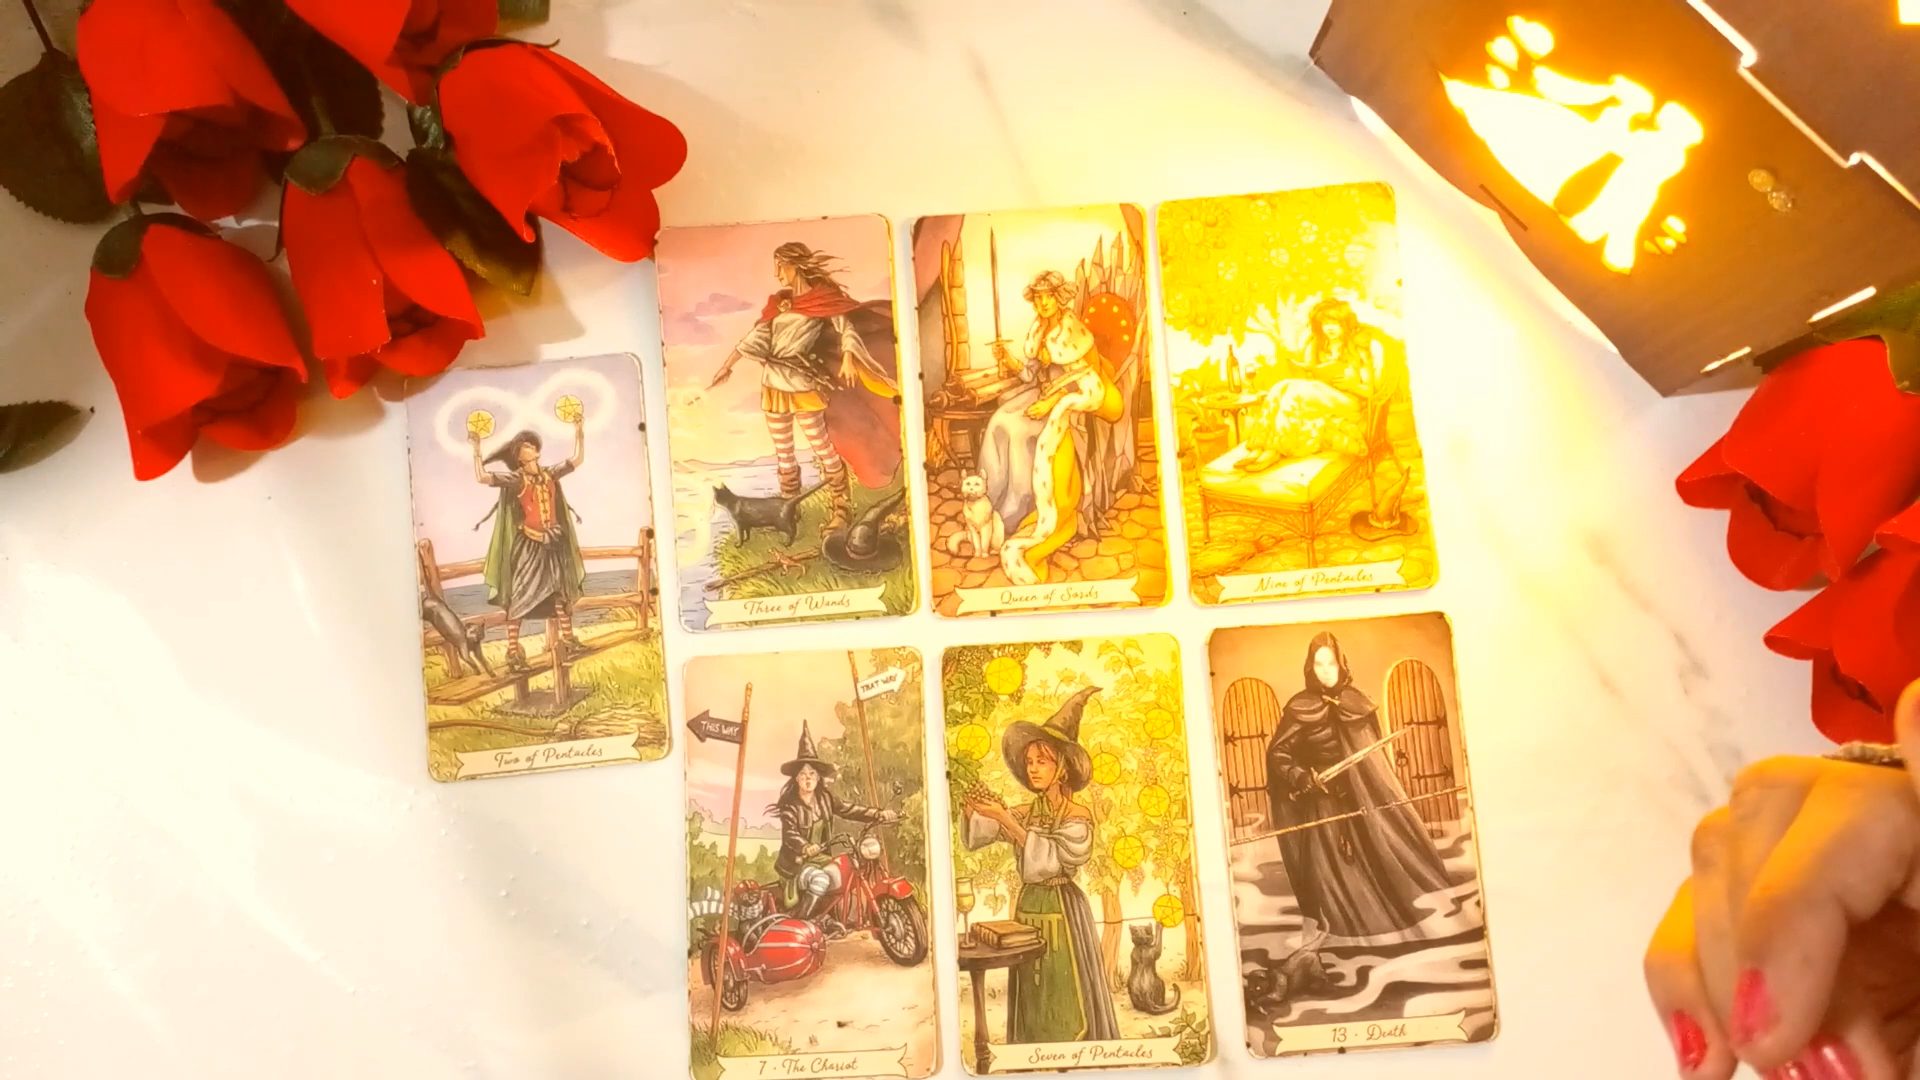 Three of Wands
Queen of Swords
Nine of Pentacles
Two of Pentacles
THIS WAY
THAT WAY
7 · The Chariot
Seven of Pentacles
13 · Death